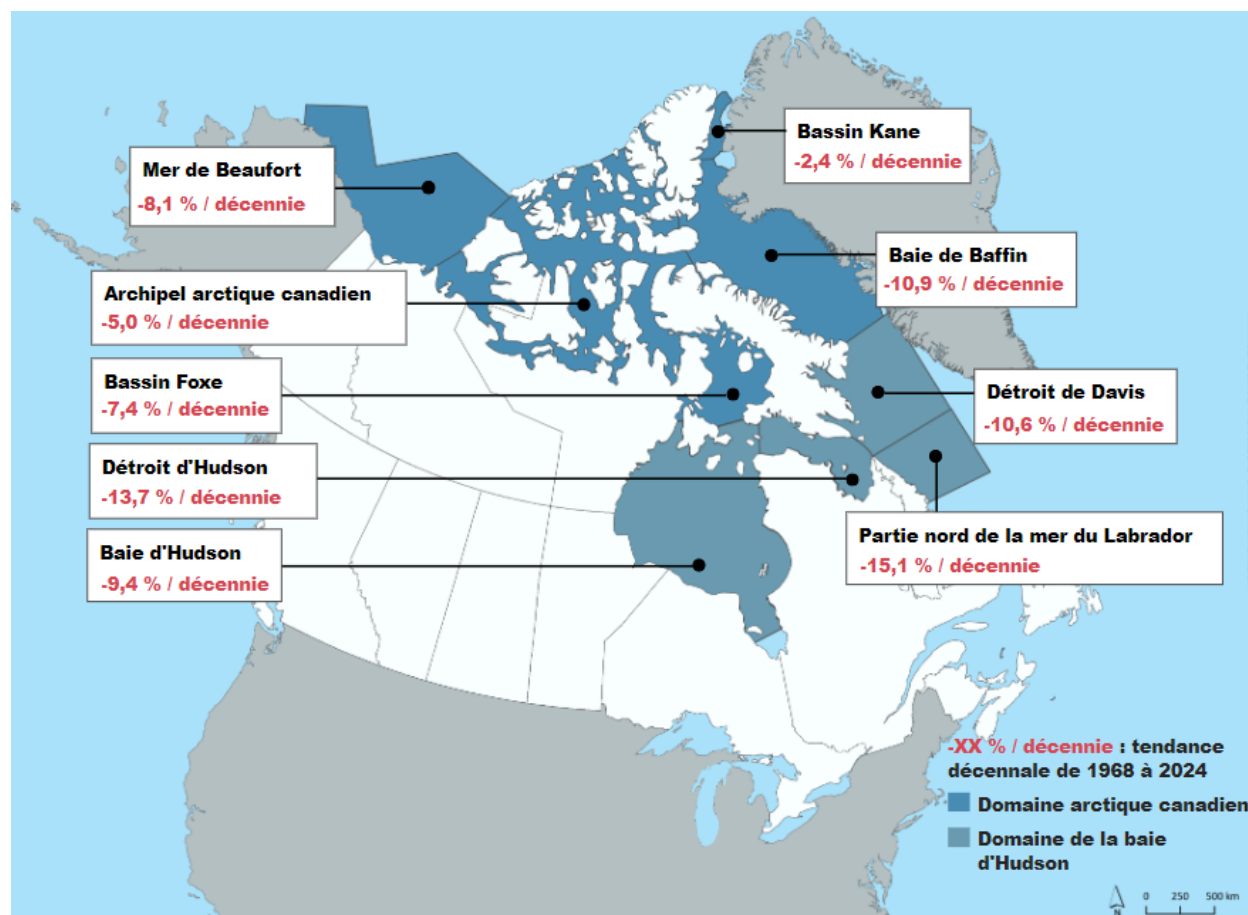 Bassin Kane
-2,4 % / décennie
Mer de Beaufort
-8,1 % / décennie
Baie de Baffin
-10,9 % / décennie
Archipel arctique canadien
-5,0 % / décennie
Bassin Foxe
-7,4 % / décennie
Détroit de Davis
-10,6 % / décennie
Détroit d'Hudson
-13,7 % / décennie
Partie nord de la mer du Labrador
-15,1 % / décennie
Baie d'Hudson
-9,4 % / décennie
-XX % / décennie : tendance
décennale de 1968 à 2024
Domaine arctique canadien
Domaine de la baie
d'Hudson
N
0 250 500 km